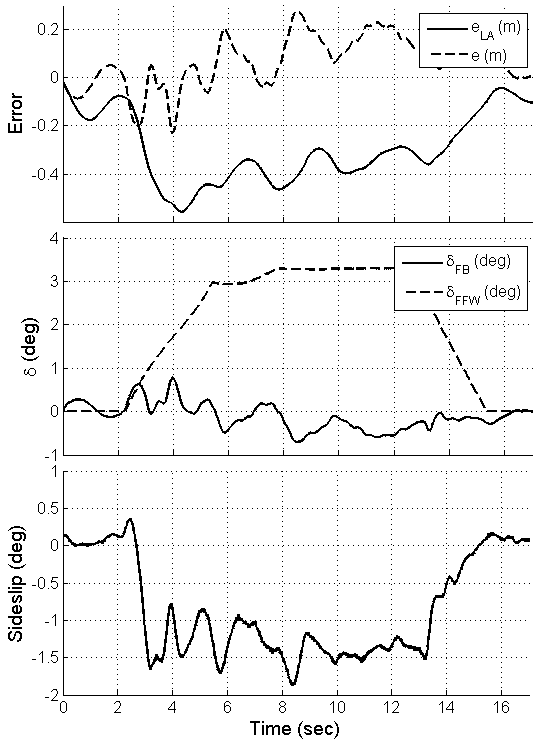 0.2
0
-0.2
-0.4
Error
e_LA (m)
e (m)
4
3
2
1
0
-1
δ (deg)
δ_FB (deg)
δ_FFW (deg)
1
0.5
0
-0.5
-1
-1.5
-2
Sideslip (deg)
0 2 4 6 8 10 12 14 16
Time (sec)